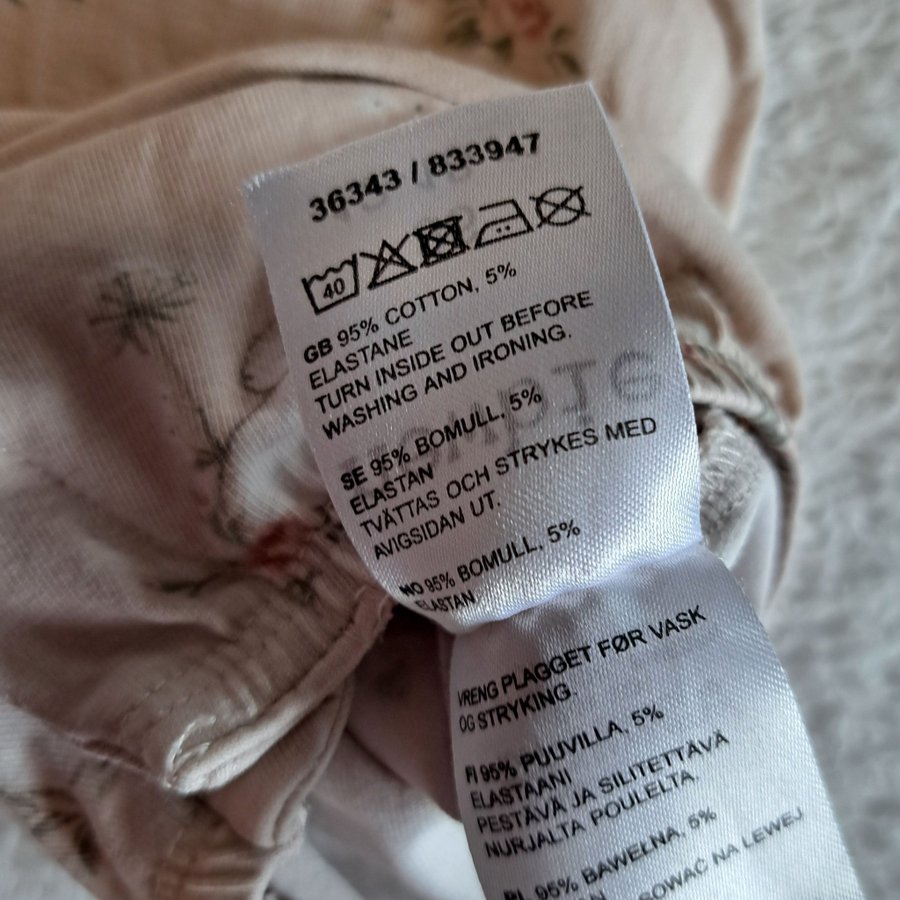 36343 / 833947
40
GB 95% COTTON, 5%
ELASTANE
TURN INSIDE OUT BEFORE
WASHING AND IRONING.
SE 95% BOMULL, 5%
ELASTAN
TVÄTTAS OCH STRYKES MED
AVIGSIDAN UT.
NO 95% BOMULL, 5%
ELASTAN
VRENG PLAGGET FØR VASK
OG STRYKING.
FI 95% PUUVILLA, 5%
ELASTAANI
PESTÄVÄ JA SILITETTÄVÄ
NURJALTA POULELTA.
PL 95% BAWEŁNA, 5%
NA LEWEJ